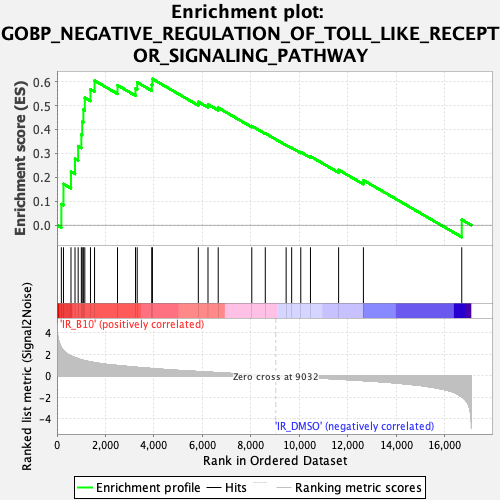 Enrichment plot:
GOBP_NEGATIVE_REGULATION_OF_TOLL_LIKE_RECEPT
OR_SIGNALING_PATHWAY
Enrichment score (ES)
0.6
0.5
0.4
0.3
0.2
0.1
0.0
'IR_B10' (positively correlated)
Ranked list metric (Signal2Noise)
4
2
0
-2
-4
Zero cross at 9032
'IR_DMSO' (negatively correlated)
0 2,000 4,000 6,000 8,000 10,000 12,000 14,000 16,000
Rank in Ordered Dataset
Enrichment profile Hits Ranking metric scores